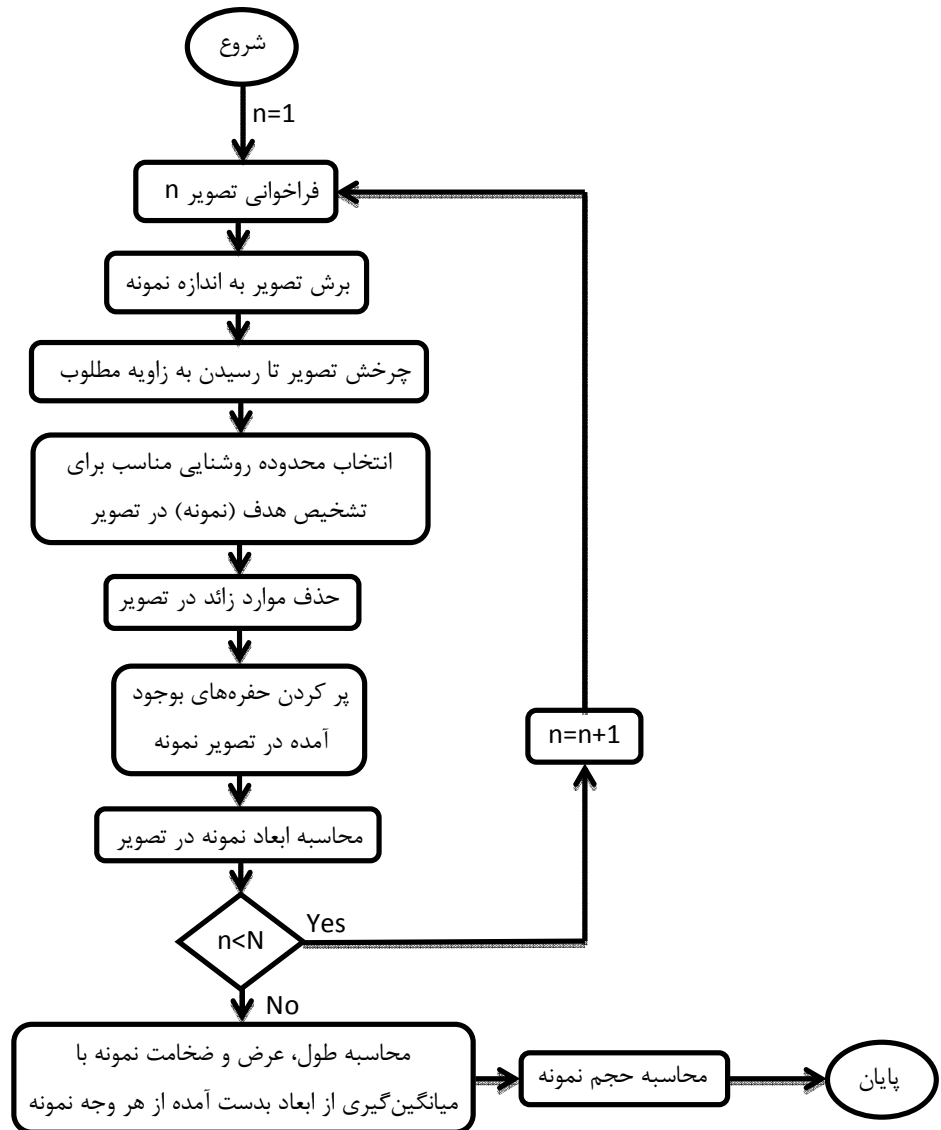 شروع
n=1
فراخوانی تصویر n
برش تصویر به اندازه نمونه
چرخش تصویر تا رسیدن به زاویه مطلوب
انتخاب محدوده روشنایی مناسب برای
تشخیص هدف (نمونه) در تصویر
حذف موارد زائد در تصویر
پر کردن حفره‌های بوجود
آمده در تصویر نمونه
n=n+1
محاسبه ابعاد نمونه در تصویر
n<N
Yes
No
محاسبه طول، عرض و ضخامت نمونه با
میانگین‌گیری از ابعاد بدست آمده از هر وجه نمونه
محاسبه حجم نمونه
پایان